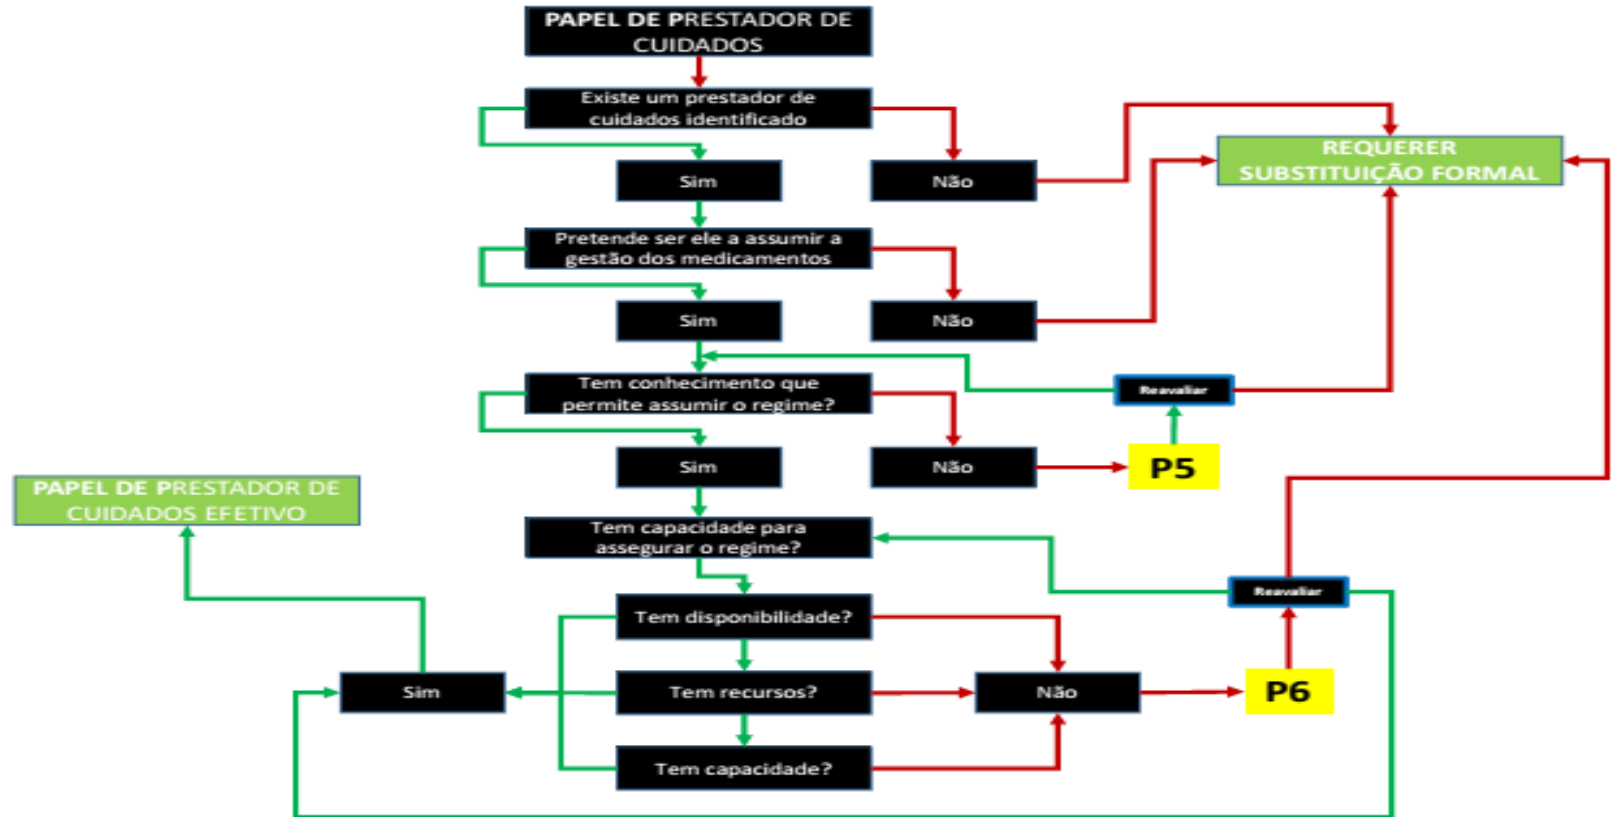 PAPEL DE PRESTADOR DE
CUIDADOS
Existe um prestador de
cuidados identificado
REQUERER
SUBSTITUIÇÃO FORMAL
Sim
Não
Pretende ser ele a assumir a
gestão dos medicamentos
Sim
Não
Tem conhecimento que
permite assumir o regime?
Reavaliar
Sim
Não
P5
PAPEL DE PRESTADOR DE
CUIDADOS EFETIVO
Tem capacidade para
assegurar o regime?
Reavaliar
Tem disponibilidade?
Sim
Tem recursos?
Não
P6
Tem capacidade?